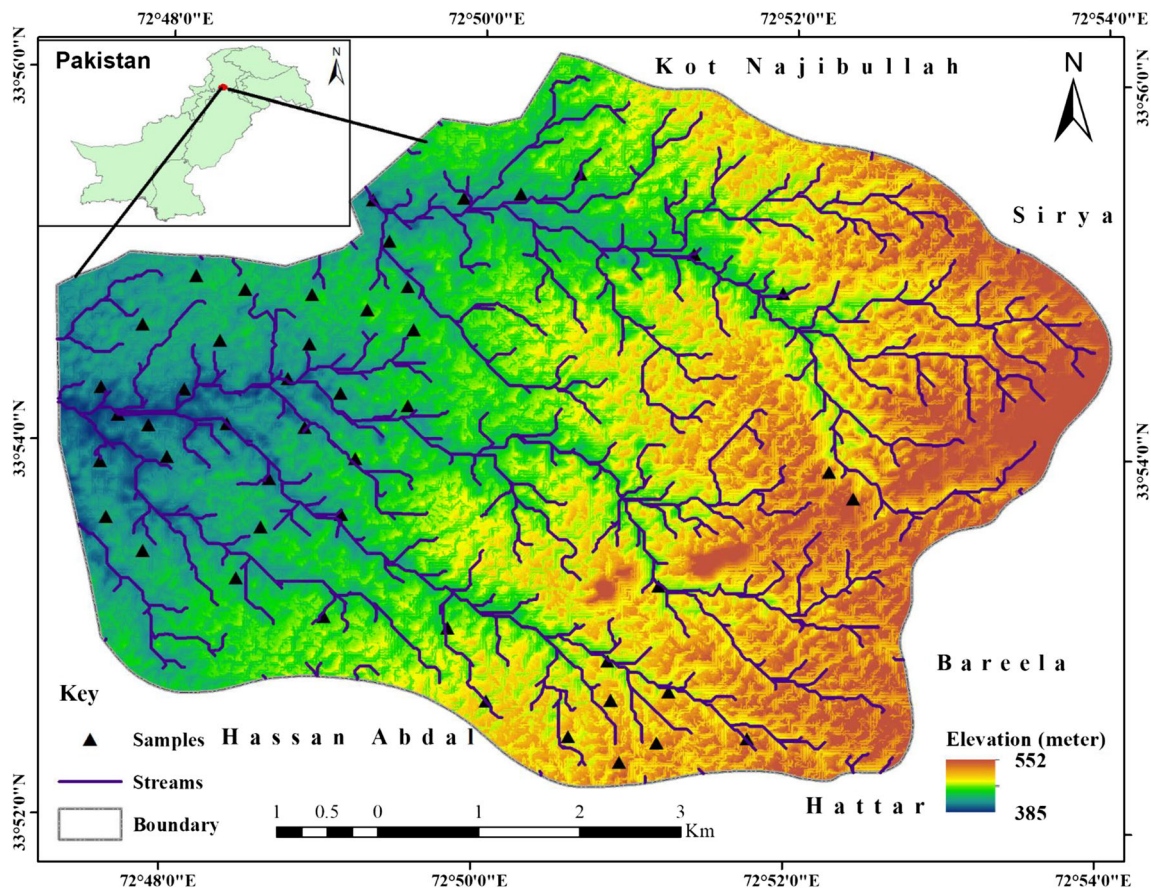 72°48'0"E 72°50'0"E 72°52'0"E 72°54'0"E
33°56'0"N
33°54'0"N
33°52'0"N
Pakistan
N
Kot Najibullah
N
33°56'0"N
Sirya
33°54'0"N
Bareela
Key
Samples
Hassan Abdal
Streams
Boundary
1 0.5 0 1 2 3
Km
Elevation (meter)
552
385
Hattar
33°52'0"N
72°48'0"E 72°50'0"E 72°52'0"E 72°54'0"E